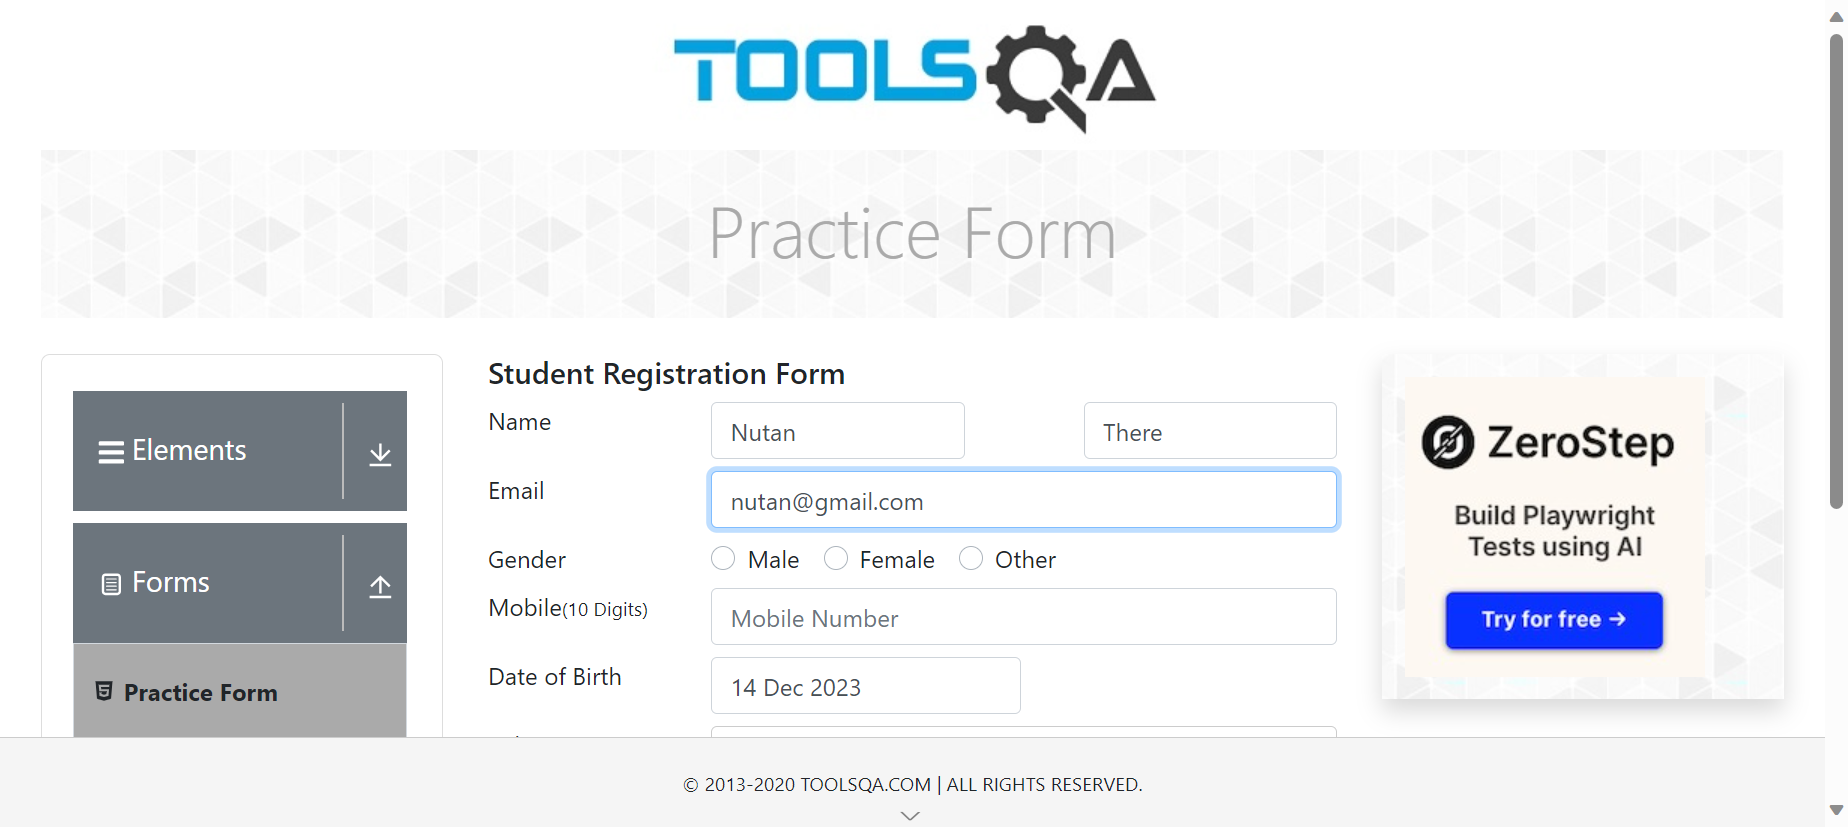 TOOLSQA
Practice Form
Elements
Forms
Practice Form
Student Registration Form
Name
Nutan
There
Email
nutan@gmail.com
Gender
Male
Female
Other
Mobile(10 Digits)
Mobile Number
Date of Birth
14 Dec 2023
ZeroStep
Build Playwright
Tests using AI
Try for free →
© 2013-2020 TOOLSQA.COM | ALL RIGHTS RESERVED.